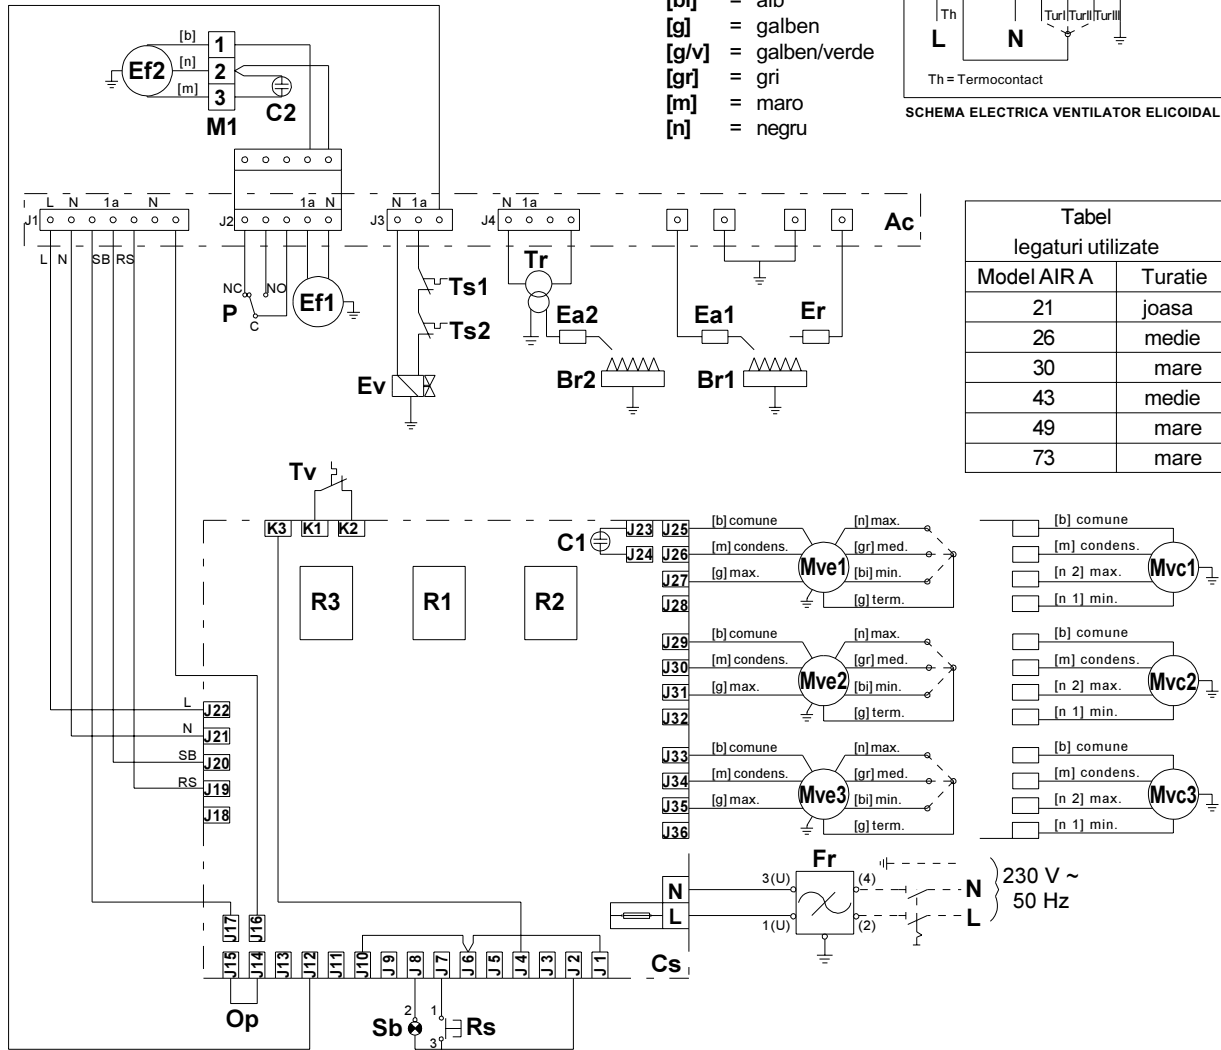 [bi] = alb
[g] = galben
[g/v] = galben/verde
[gr] = gri
[m] = maro
[n] = negru
Th TurI TurII TurIII
L N
Th = Termocontact
SCHEMA ELECTRICA VENTILATOR ELICOIDAL
[b] 1
Ef2 [n] 2
[m] 3
M1 C2
L N 1a N
J1
1a N
J2
N 1a
J3
N 1a
J4
Ac
L N SB RS
NC NO
P C
Ef1
Ts1
Ts2
Ev
Tr
Ea2
Br2
Ea1
Er
Br1
Tabel
legaturi utilizate
Model AIR A Turatie
21 joasa
26 medie
30 mare
43 medie
49 mare
73 mare
Tv
K3 K1 K2
C1
R3 R1 R2
J23 J25
J24 J26
J27
J28
J29
J30
J31
J32
J33
J34
J35
J36
[b] comune [n] max.
[m] condens. [gr] med.
[g] max. [bi] min.
[g] term.
Mve1
[b] comune [n] max.
[m] condens. [gr] med.
[g] max. [bi] min.
[g] term.
Mve2
[b] comune [n] max.
[m] condens. [gr] med.
[g] max. [bi] min.
[g] term.
Mve3
[b] comune
[m] condens.
[n 2] max.
[n 1] min.
Mvc1
[b] comune
[m] condens.
[n 2] max.
[n 1] min.
Mvc2
[b] comune
[m] condens.
[n 2] max.
[n 1] min.
Mvc3
L J22
N J21
SB J20
RS J19
J18
J17 J16
J15 J14 J13 J12 J11 J10 J9 J8 J7 J6 J5 J4 J3 J2 J1
Op
Cs
N
L
Fr
3(U) (4)
1(U) (2)
N
L
230 V ~
50 Hz
2 1
Sb Rs
3